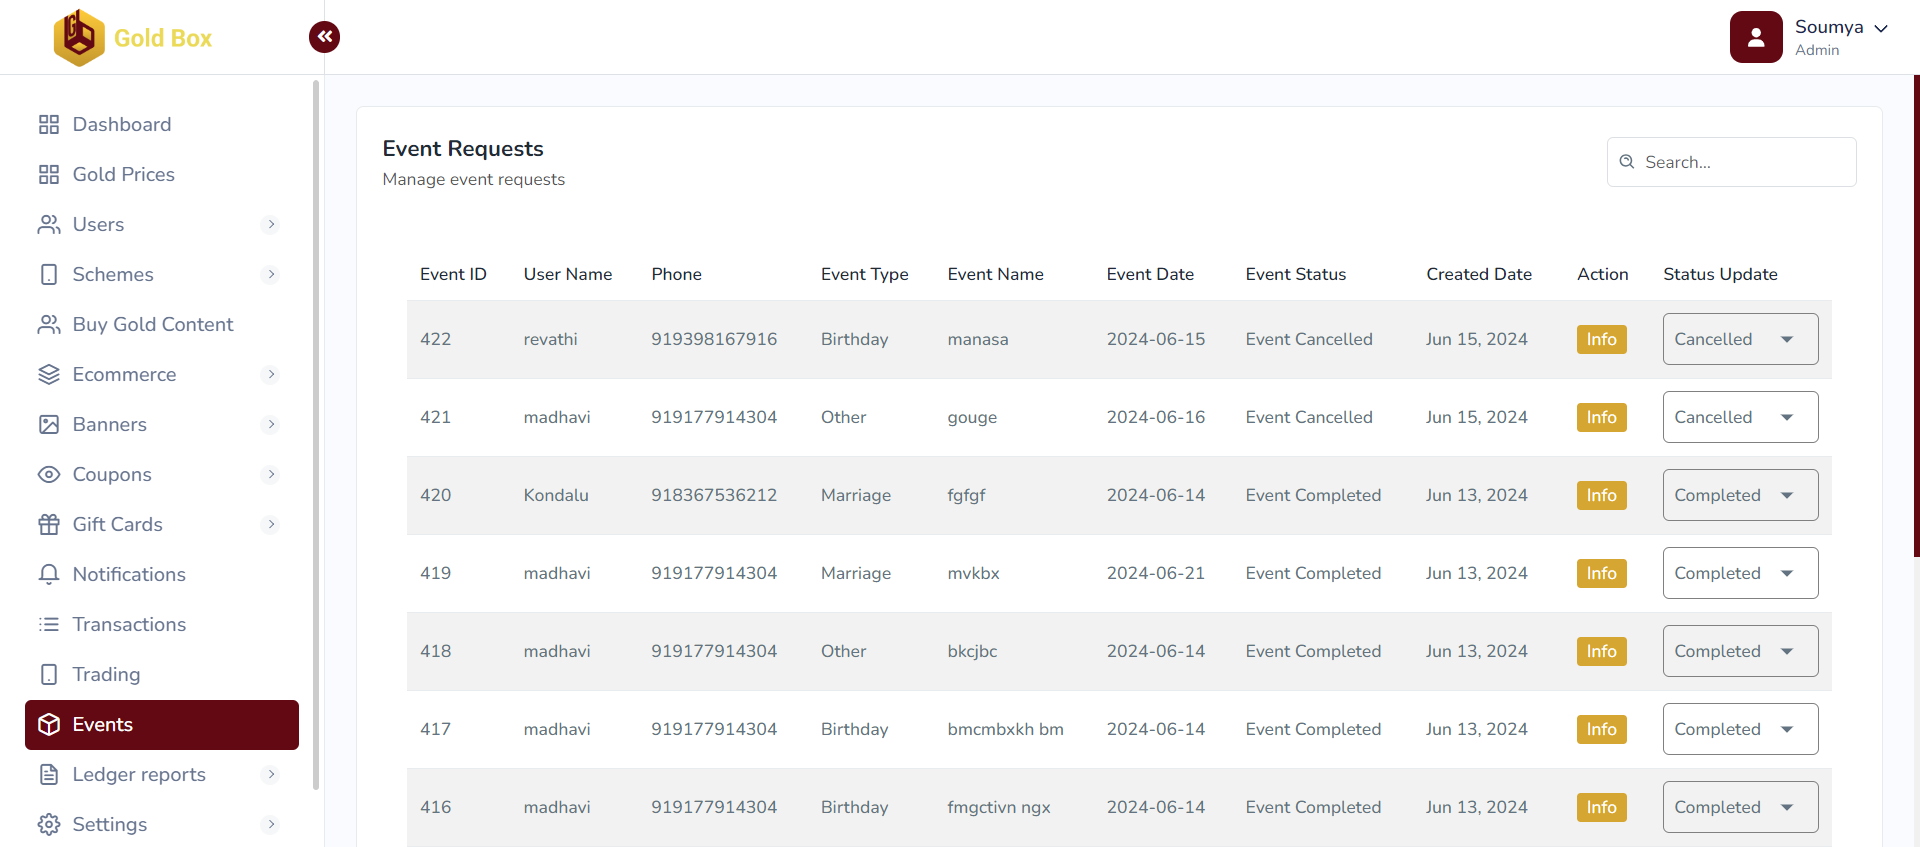 Gold Box
Soumya
Admin
Dashboard
Gold Prices
Users
Schemes
Buy Gold Content
Ecommerce
Banners
Coupons
Gift Cards
Notifications
Transactions
Trading
Events
Ledger reports
Settings
Event Requests
Manage event requests
Search...
Event ID User Name Phone Event Type Event Name Event Date Event Status Created Date Action Status Update
422 revathi 919398167916 Birthday manasa 2024-06-15 Event Cancelled Jun 15, 2024 Info Cancelled
421 madhavi 919177914304 Other gouge 2024-06-16 Event Cancelled Jun 15, 2024 Info Cancelled
420 Kondalu 918367536212 Marriage fgfgf 2024-06-14 Event Completed Jun 13, 2024 Info Completed
419 madhavi 919177914304 Marriage mvkbx 2024-06-21 Event Completed Jun 13, 2024 Info Completed
418 madhavi 919177914304 Other bkcjbc 2024-06-14 Event Completed Jun 13, 2024 Info Completed
417 madhavi 919177914304 Birthday bmcmbxkh bm 2024-06-14 Event Completed Jun 13, 2024 Info Completed
416 madhavi 919177914304 Birthday fmgctivn ngx 2024-06-14 Event Completed Jun 13, 2024 Info Completed